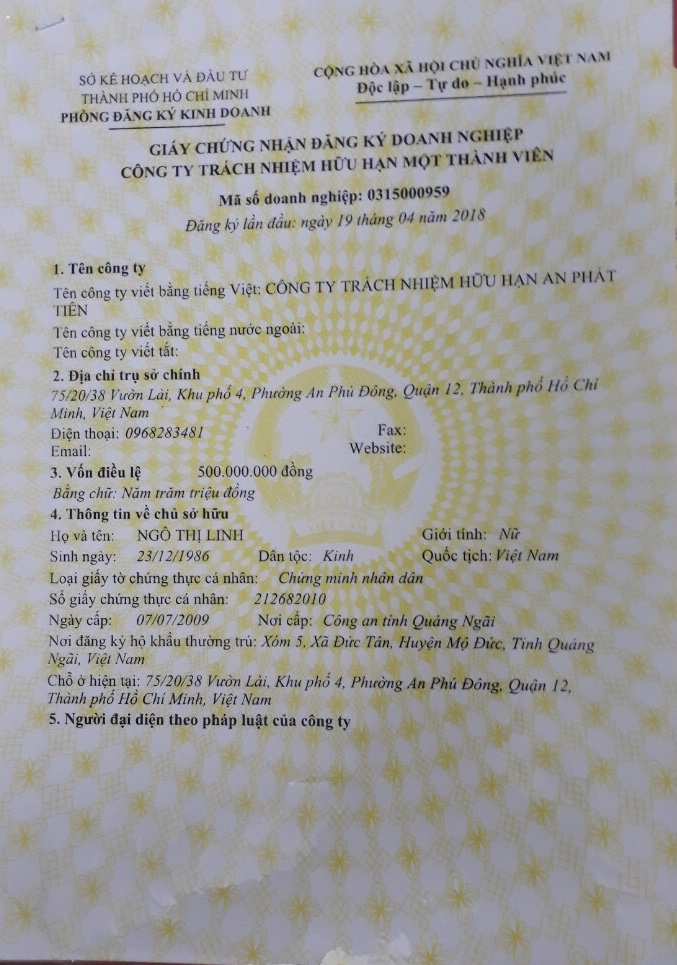 SỞ KẾ HOẠCH VÀ ĐẦU TƯ
THÀNH PHỐ HỒ CHÍ MINH
PHÒNG ĐĂNG KÝ KINH DOANH
CỘNG HÒA XÃ HỘI CHỦ NGHĨA VIỆT NAM
Độc lập – Tự do – Hạnh phúc
GIẤY CHỨNG NHẬN ĐĂNG KÝ DOANH NGHIỆP
CÔNG TY TRÁCH NHIỆM HỮU HẠN MỘT THÀNH VIÊN
Mã số doanh nghiệp: 0315000959
Đăng ký lần đầu: ngày 19 tháng 04 năm 2018
1. Tên công ty
Tên công ty viết bằng tiếng Việt: CÔNG TY TRÁCH NHIỆM HỮU HẠN AN PHÁT
TIÊN
Tên công ty viết bằng tiếng nước ngoài:
Tên công ty viết tắt:
2. Địa chỉ trụ sở chính
75/20/38 Vườn Lài, Khu phố 4, Phường An Phú Đông, Quận 12, Thành phố Hồ Chí
Minh, Việt Nam
Điện thoại: 0968283481 Fax:
Email: Website:
3. Vốn điều lệ 500.000.000 đồng
Bằng chữ: Năm trăm triệu đồng
4. Thông tin về chủ sở hữu
Họ và tên: NGÔ THỊ LINH Giới tính: Nữ
Sinh ngày: 23/12/1986 Dân tộc: Kinh Quốc tịch: Việt Nam
Loại giấy tờ chứng thực cá nhân: Chứng minh nhân dân
Số giấy chứng thực cá nhân: 212682010
Ngày cấp: 07/07/2009 Nơi cấp: Công an tỉnh Quảng Ngãi
Nơi đăng ký hộ khẩu thường trú: Xóm 5, Xã Đức Tân, Huyện Mộ Đức, Tỉnh Quảng
Ngãi, Việt Nam
Chỗ ở hiện tại: 75/20/38 Vườn Lài, Khu phố 4, Phường An Phú Đông, Quận 12,
Thành phố Hồ Chí Minh, Việt Nam
5. Người đại diện theo pháp luật của công ty